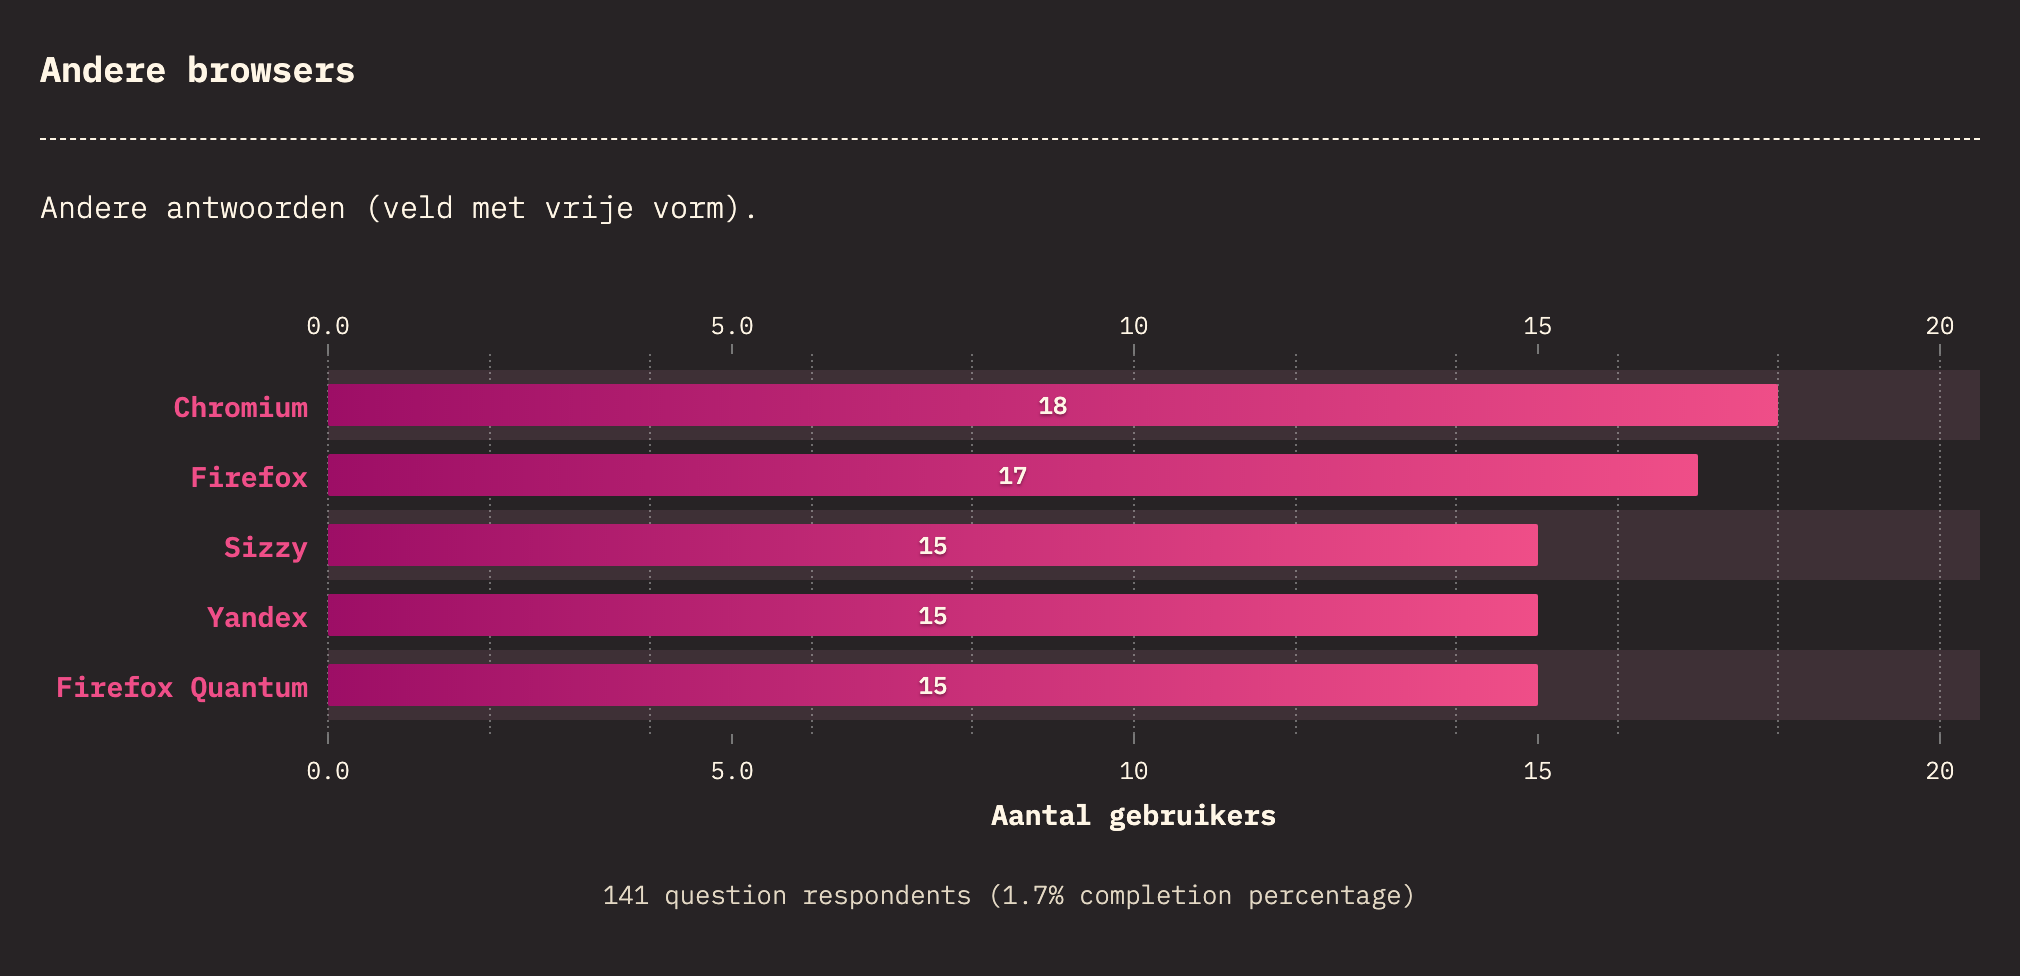 Andere browsers
Andere antwoorden (veld met vrije vorm).
0.0 5.0 10 15 20
Chromium 18
Firefox 17
Sizzy 15
Yandex 15
Firefox Quantum 15
0.0 5.0 10 15 20
Aantal gebruikers
141 question respondents (1.7% completion percentage)